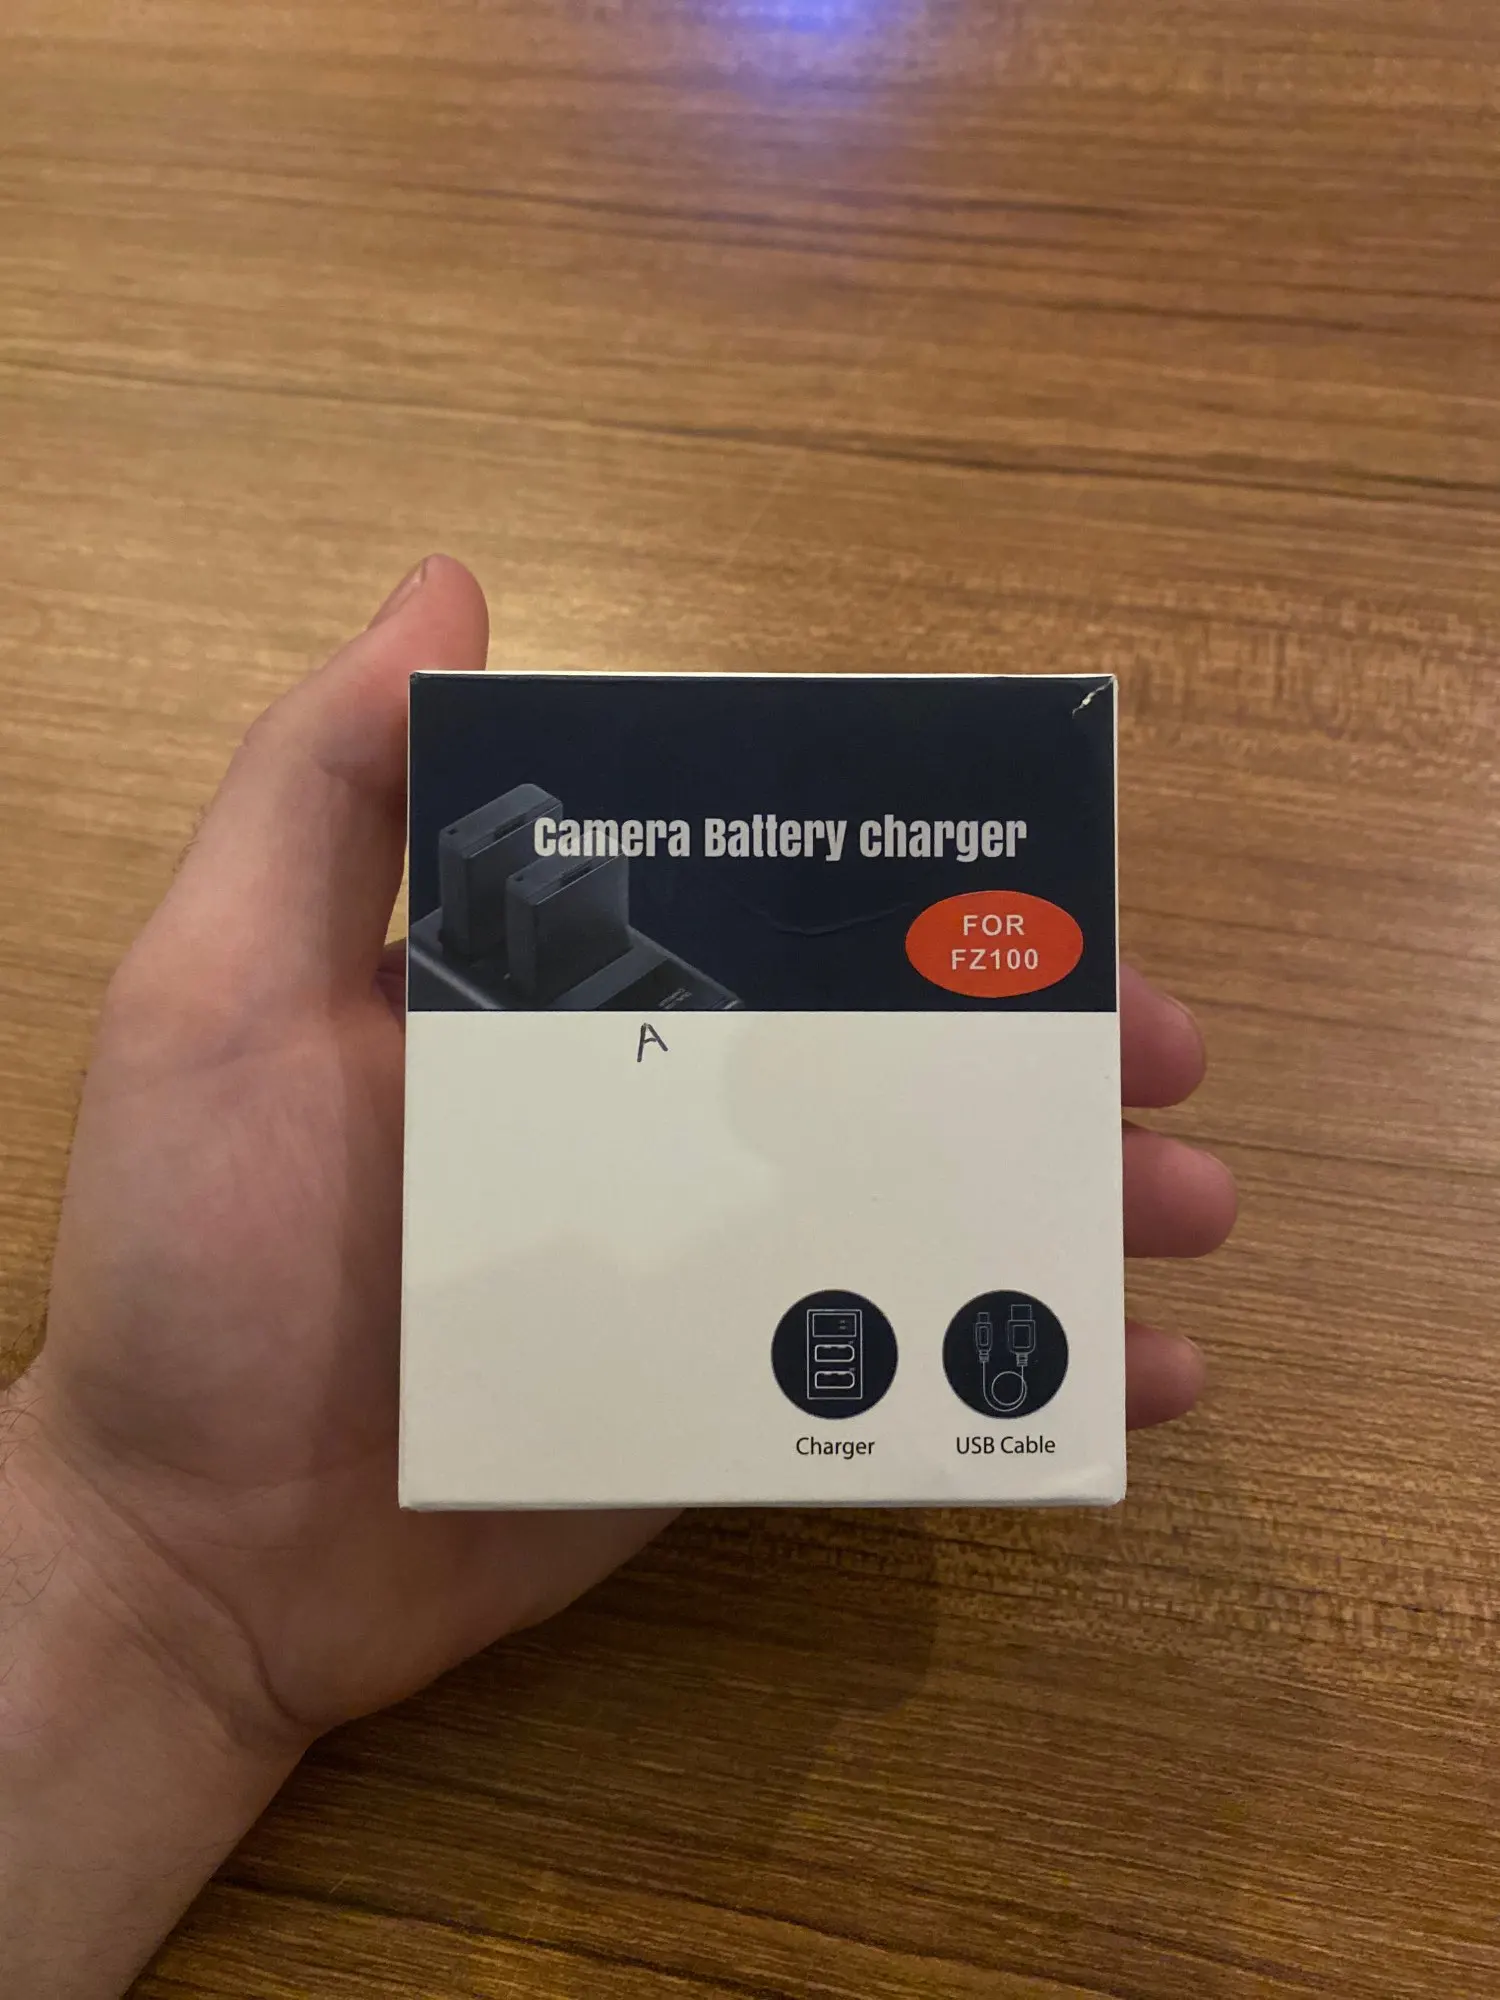 Camera Battery charger
FOR
FZ100
A
Charger
USB Cable